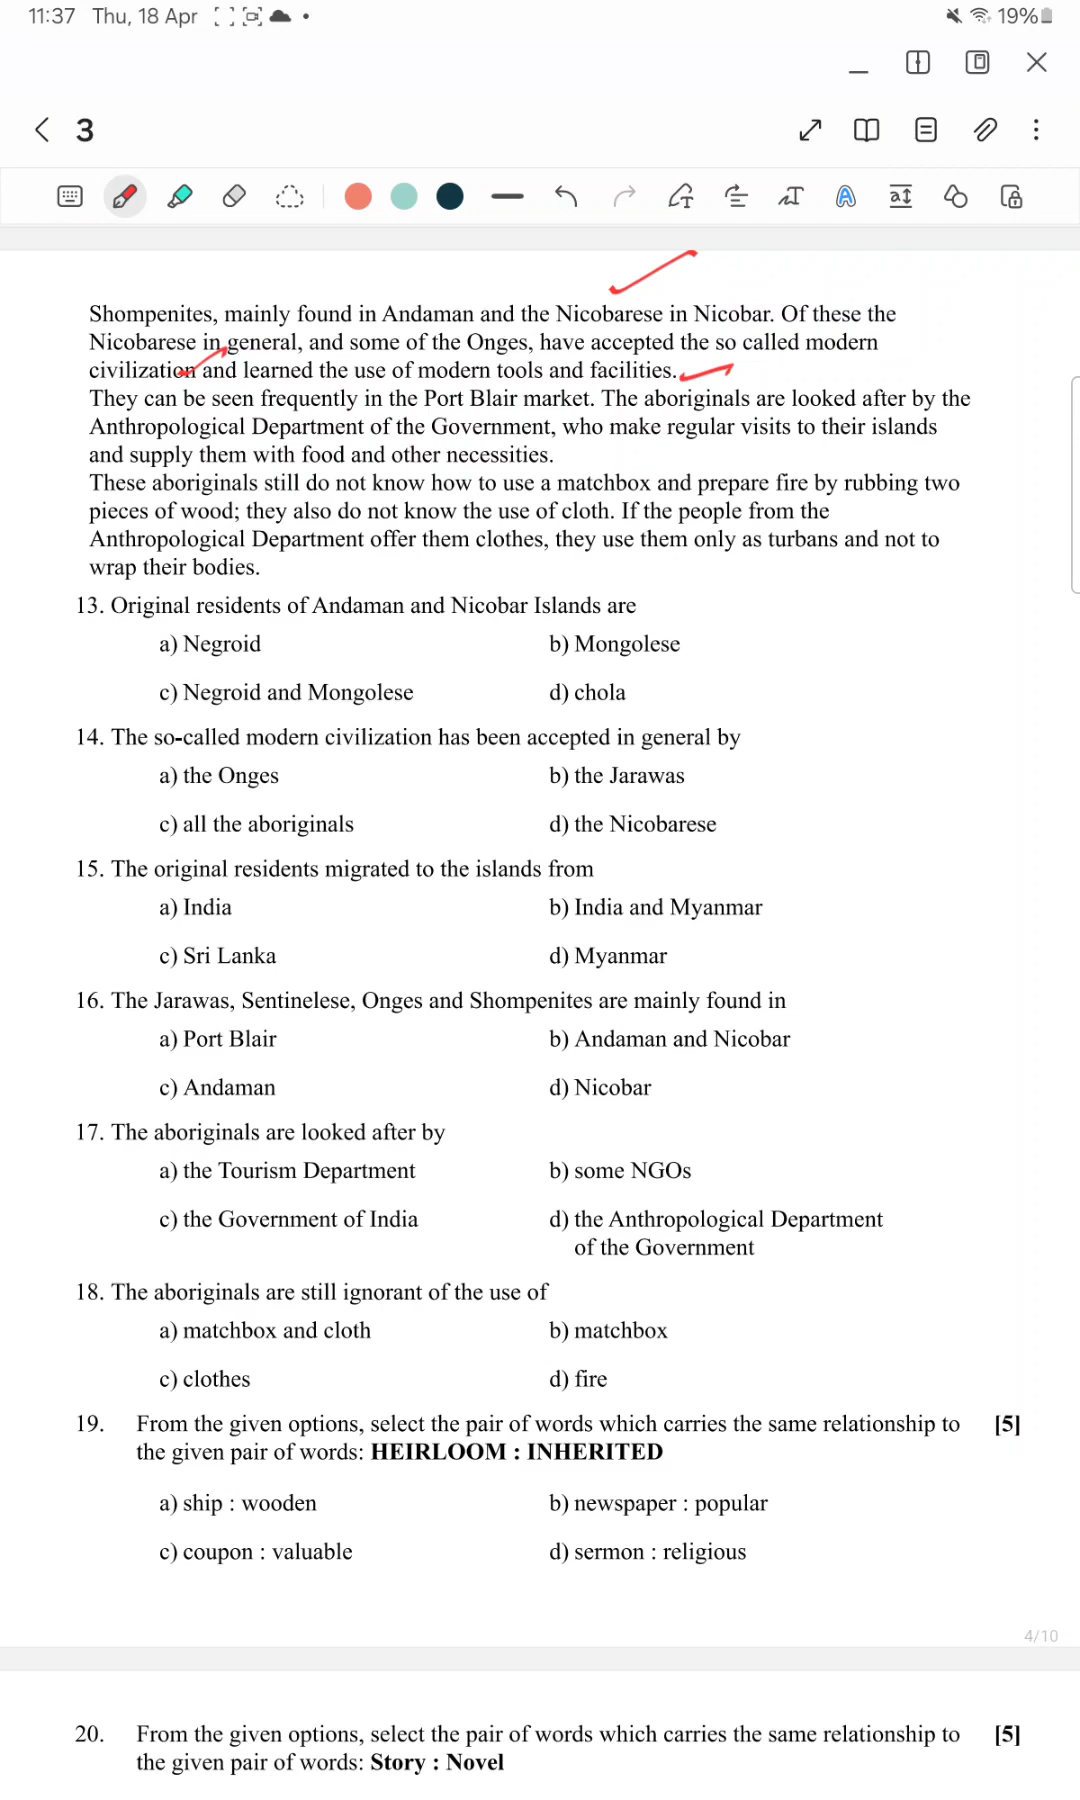 11:37 Thu, 18 Apr
19%
3
Shompenites, mainly found in Andaman and the Nicobarese in Nicobar. Of these the
Nicobarese in general, and some of the Onges, have accepted the so called modern
civilization and learned the use of modern tools and facilities.
They can be seen frequently in the Port Blair market. The aboriginals are looked after by the
Anthropological Department of the Government, who make regular visits to their islands
and supply them with food and other necessities.
These aboriginals still do not know how to use a matchbox and prepare fire by rubbing two
pieces of wood; they also do not know the use of cloth. If the people from the
Anthropological Department offer them clothes, they use them only as turbans and not to
wrap their bodies.
13. Original residents of Andaman and Nicobar Islands are
a) Negroid b) Mongolese
c) Negroid and Mongolese d) chola
14. The so-called modern civilization has been accepted in general by
a) the Onges b) the Jarawas
c) all the aboriginals d) the Nicobarese
15. The original residents migrated to the islands from
a) India b) India and Myanmar
c) Sri Lanka d) Myanmar
16. The Jarawas, Sentinelese, Onges and Shompenites are mainly found in
a) Port Blair b) Andaman and Nicobar
c) Andaman d) Nicobar
17. The aboriginals are looked after by
a) the Tourism Department b) some NGOs
c) the Government of India d) the Anthropological Department
of the Government
18. The aboriginals are still ignorant of the use of
a) matchbox and cloth b) matchbox
c) clothes d) fire
19. From the given options, select the pair of words which carries the same relationship to [5]
the given pair of words: HEIRLOOM : INHERITED
a) ship : wooden b) newspaper : popular
c) coupon : valuable d) sermon : religious
4/10
20. From the given options, select the pair of words which carries the same relationship to [5]
the given pair of words: Story : Novel